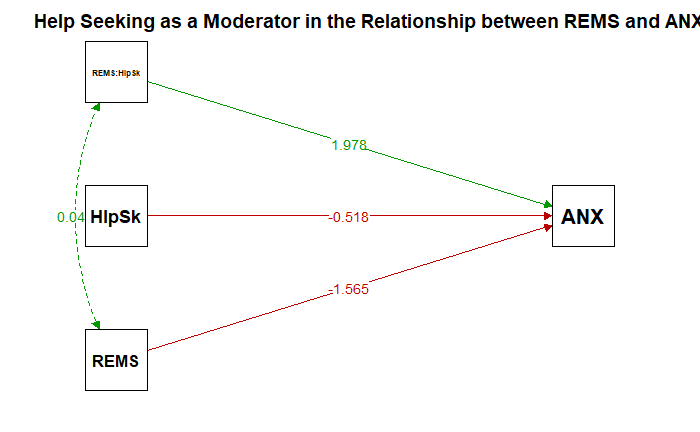 Help Seeking as a Moderator in the Relationship between REMS and ANX
REMS:HlpSk
1.978
0.04
HlpSk
-0.518
ANX
-1.565
REMS